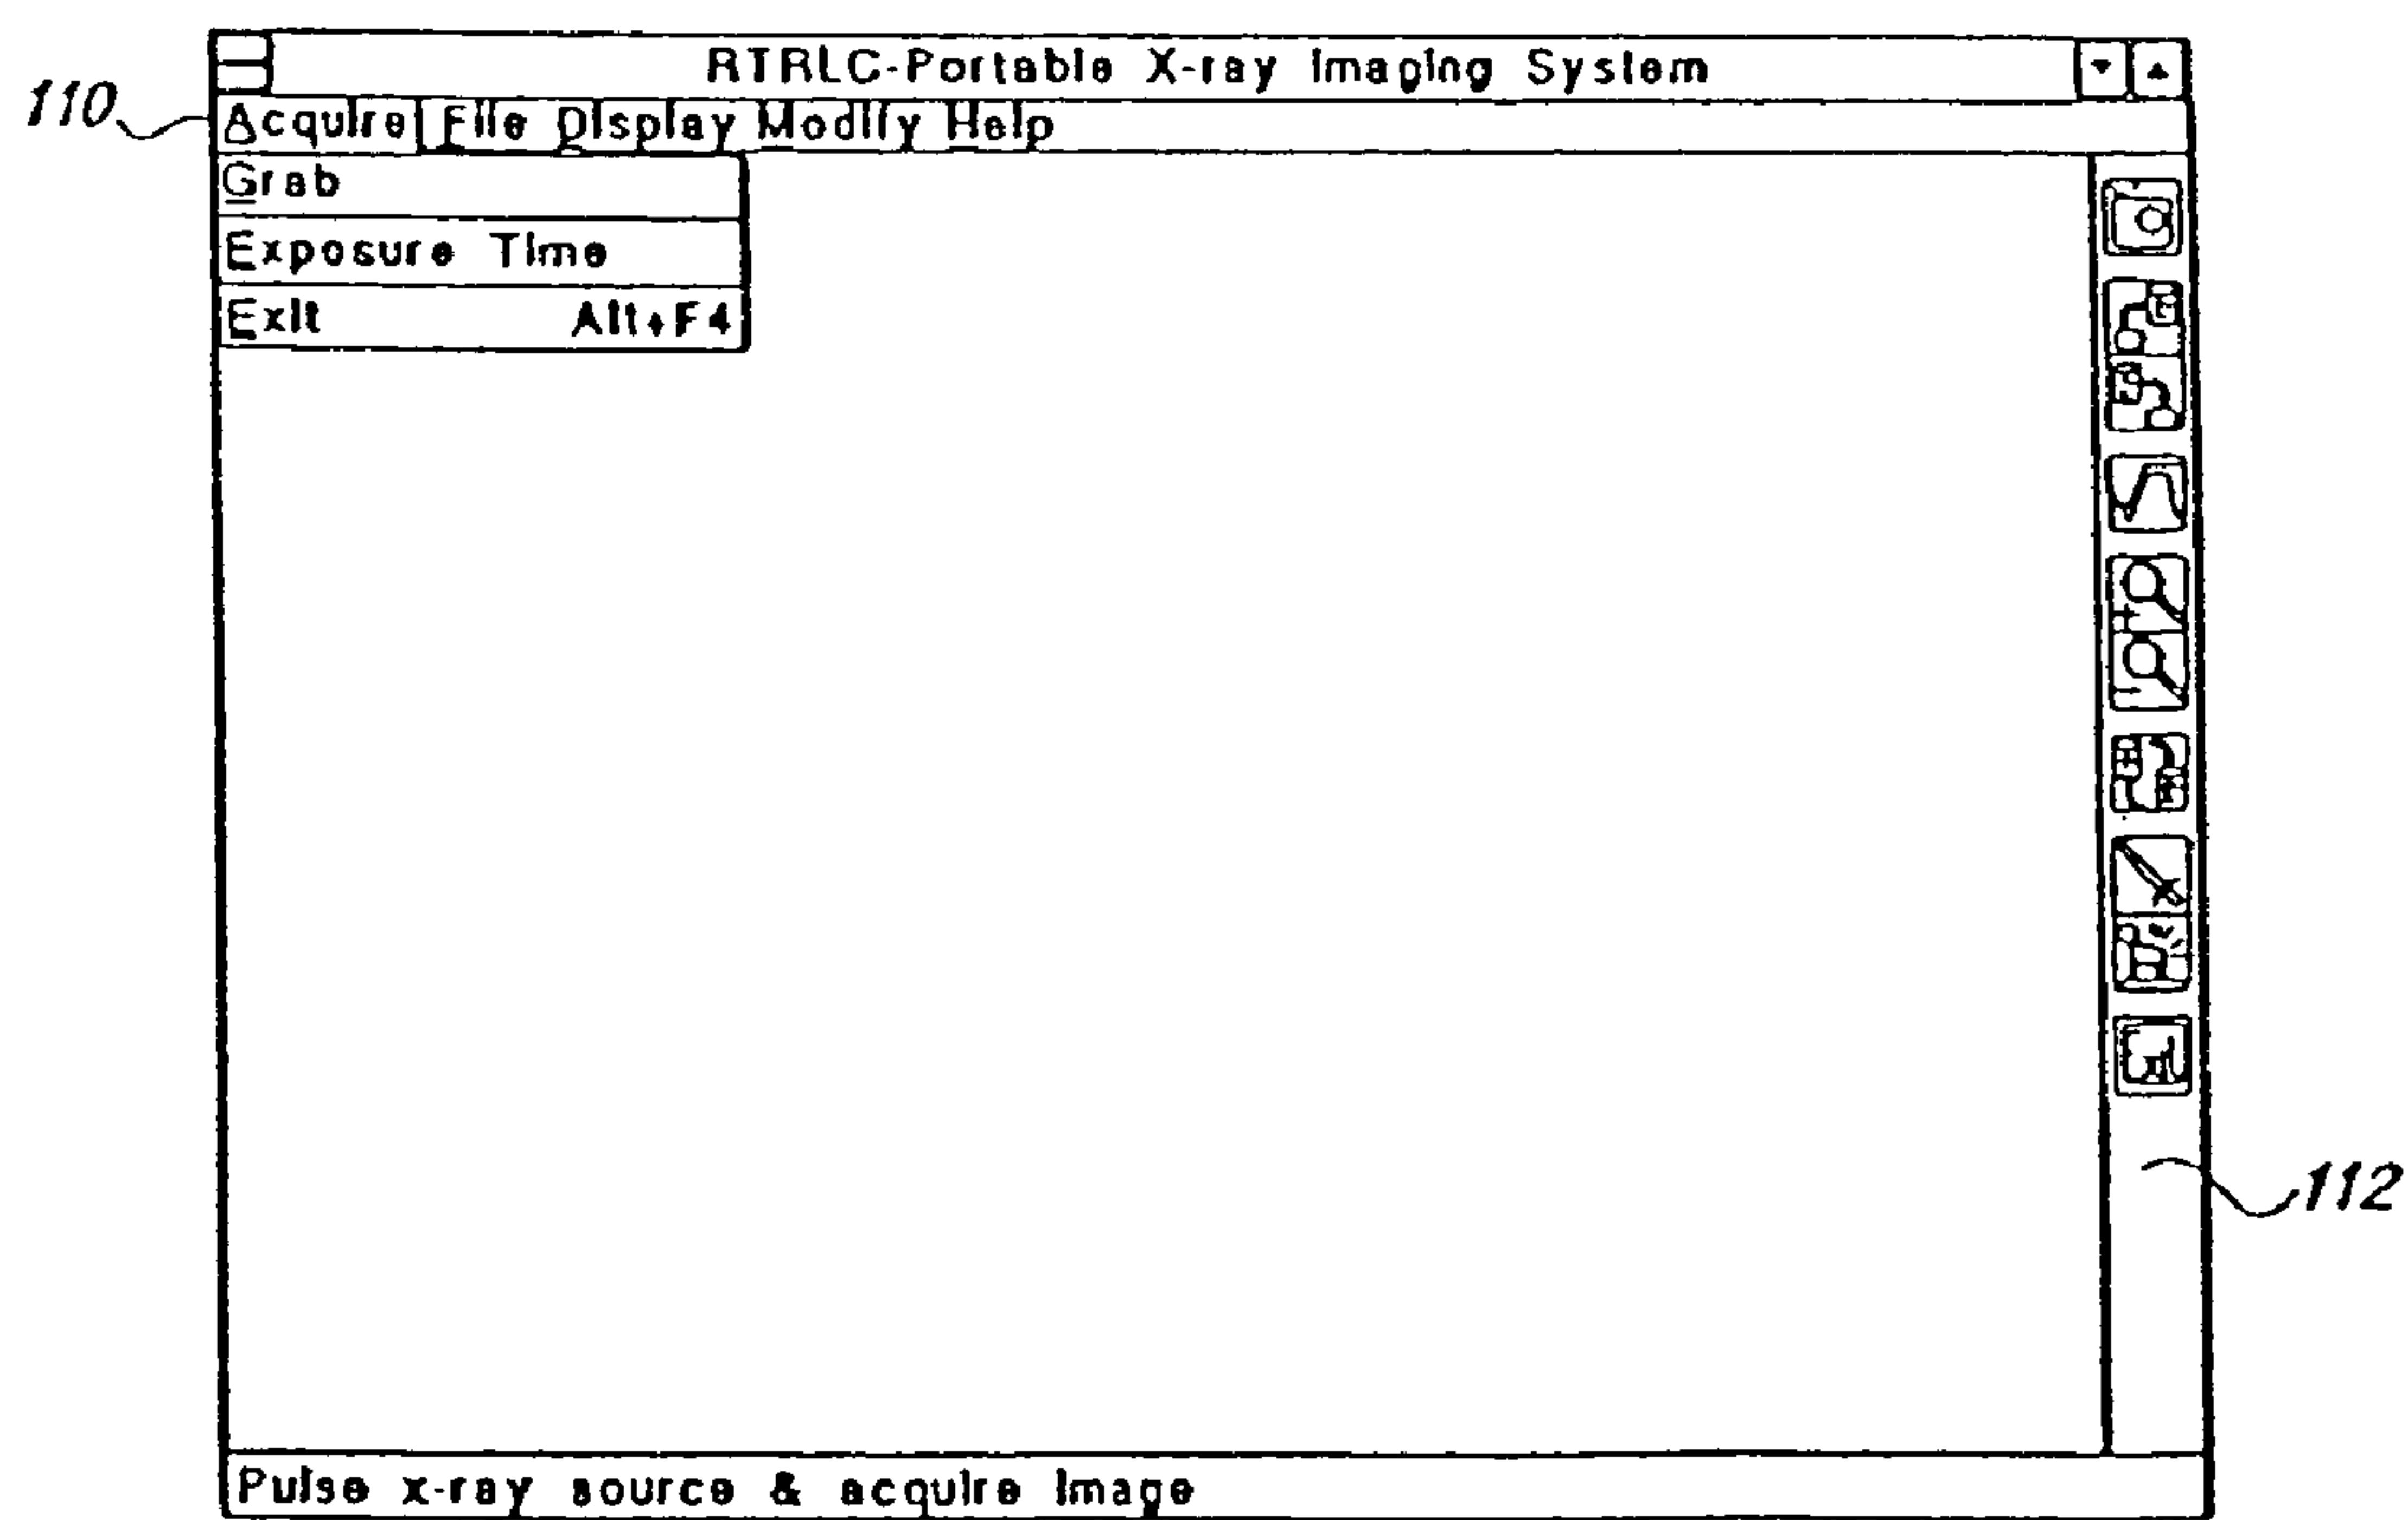 RTRLC-Portable X-ray Imaging System
110
Acquire File Display Modify Help
Grab
Exposure Time
Exit Alt+F4
112
Pulse x-ray source & acquire Image